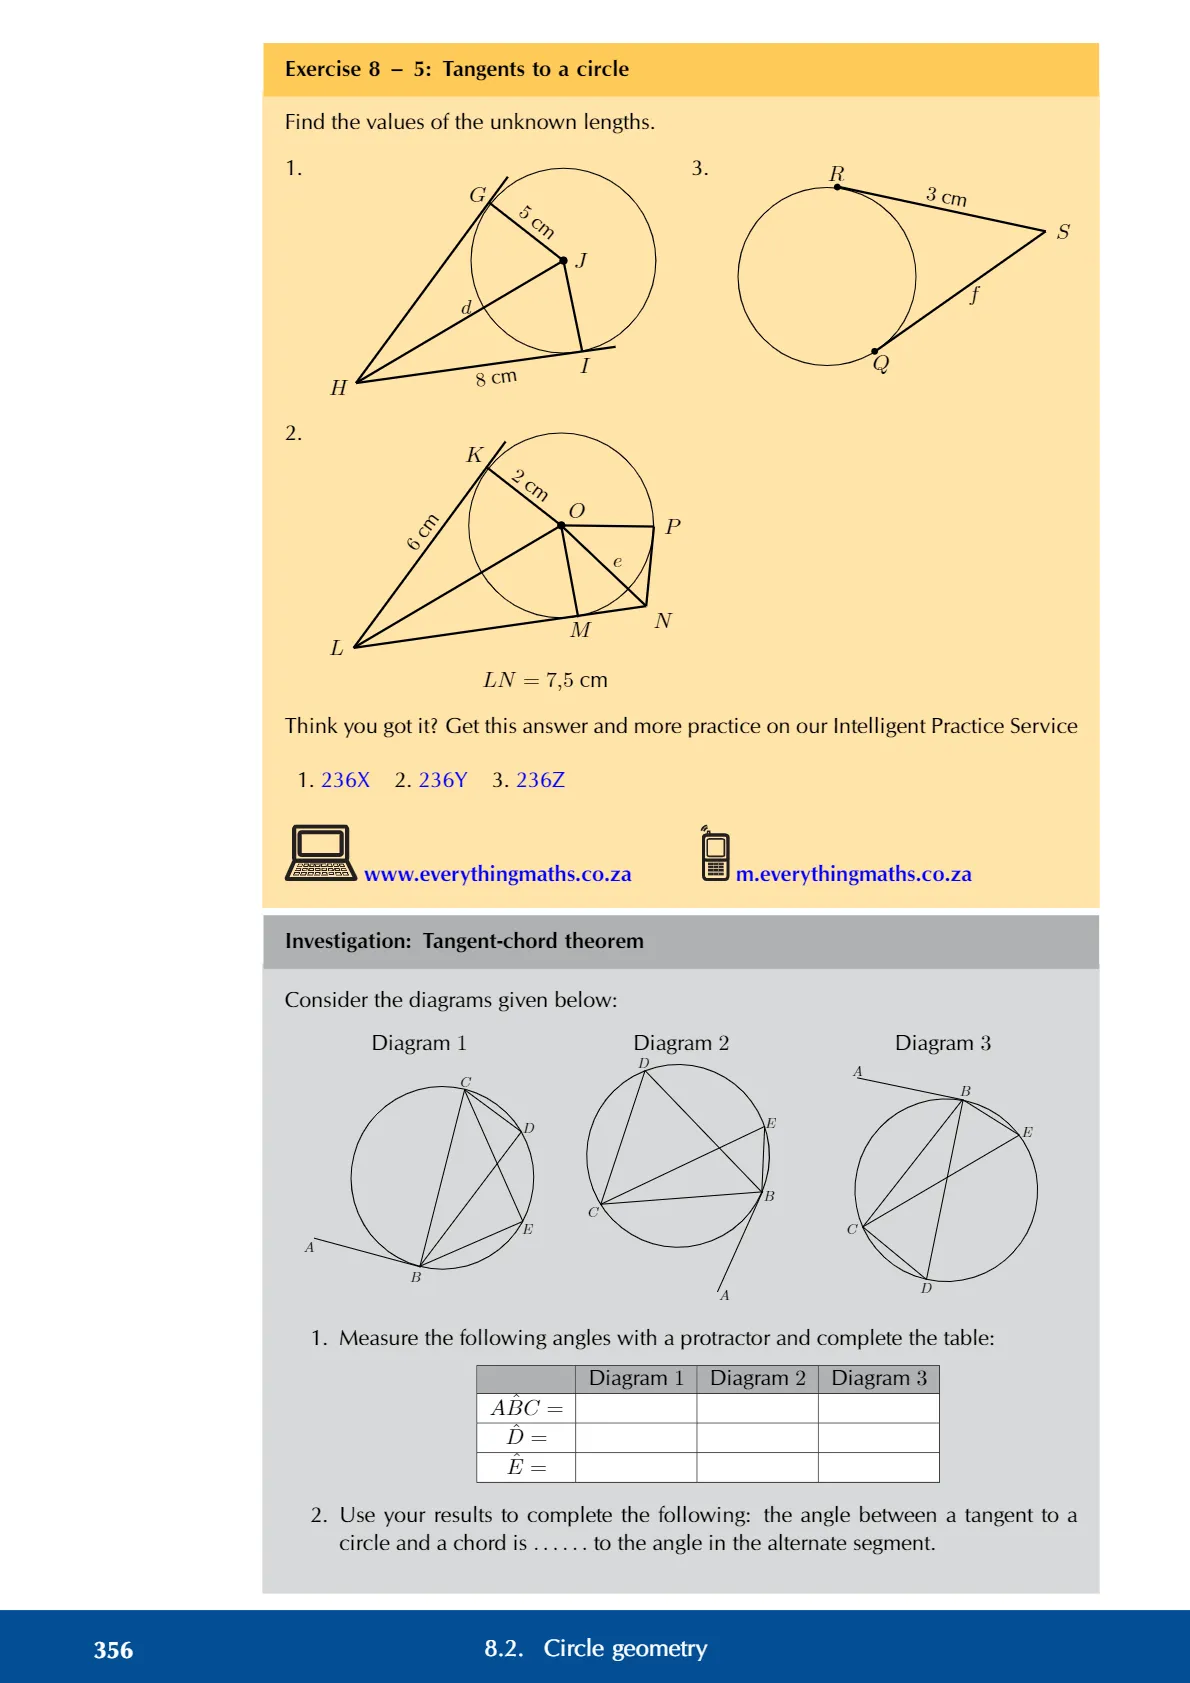 Exercise 8 – 5: Tangents to a circle
Find the values of the unknown lengths.
1.
G
5 cm
J
d
H
8 cm
I
2.
K
2 cm
O
6 cm
P
e
N
M
L
LN = 7,5 cm
3.
R
3 cm
S
f
Q
Think you got it? Get this answer and more practice on our Intelligent Practice Service
1. 236X 2. 236Y 3. 236Z
www.everythingmaths.co.za m.everythingmaths.co.za
Investigation: Tangent-chord theorem
Consider the diagrams given below:
Diagram 1
C
D
E
A
B
Diagram 2
D
E
B
C
A
Diagram 3
A
B
E
C
D
1. Measure the following angles with a protractor and complete the table:
Diagram 1 Diagram 2 Diagram 3
AB̂C =
D̂ =
Ê =
2. Use your results to complete the following: the angle between a tangent to a
circle and a chord is . . . . . . to the angle in the alternate segment.
356 8.2. Circle geometry